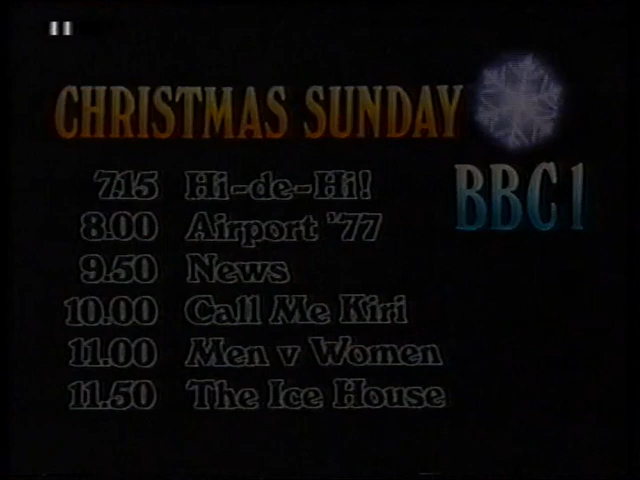 CHRISTMAS SUNDAY
BBC1
7.15 Hi-de-Hi!
8.00 Airport '77
9.50 News
10.00 Call Me Kiri
11.00 Men v Women
11.50 The Ice House